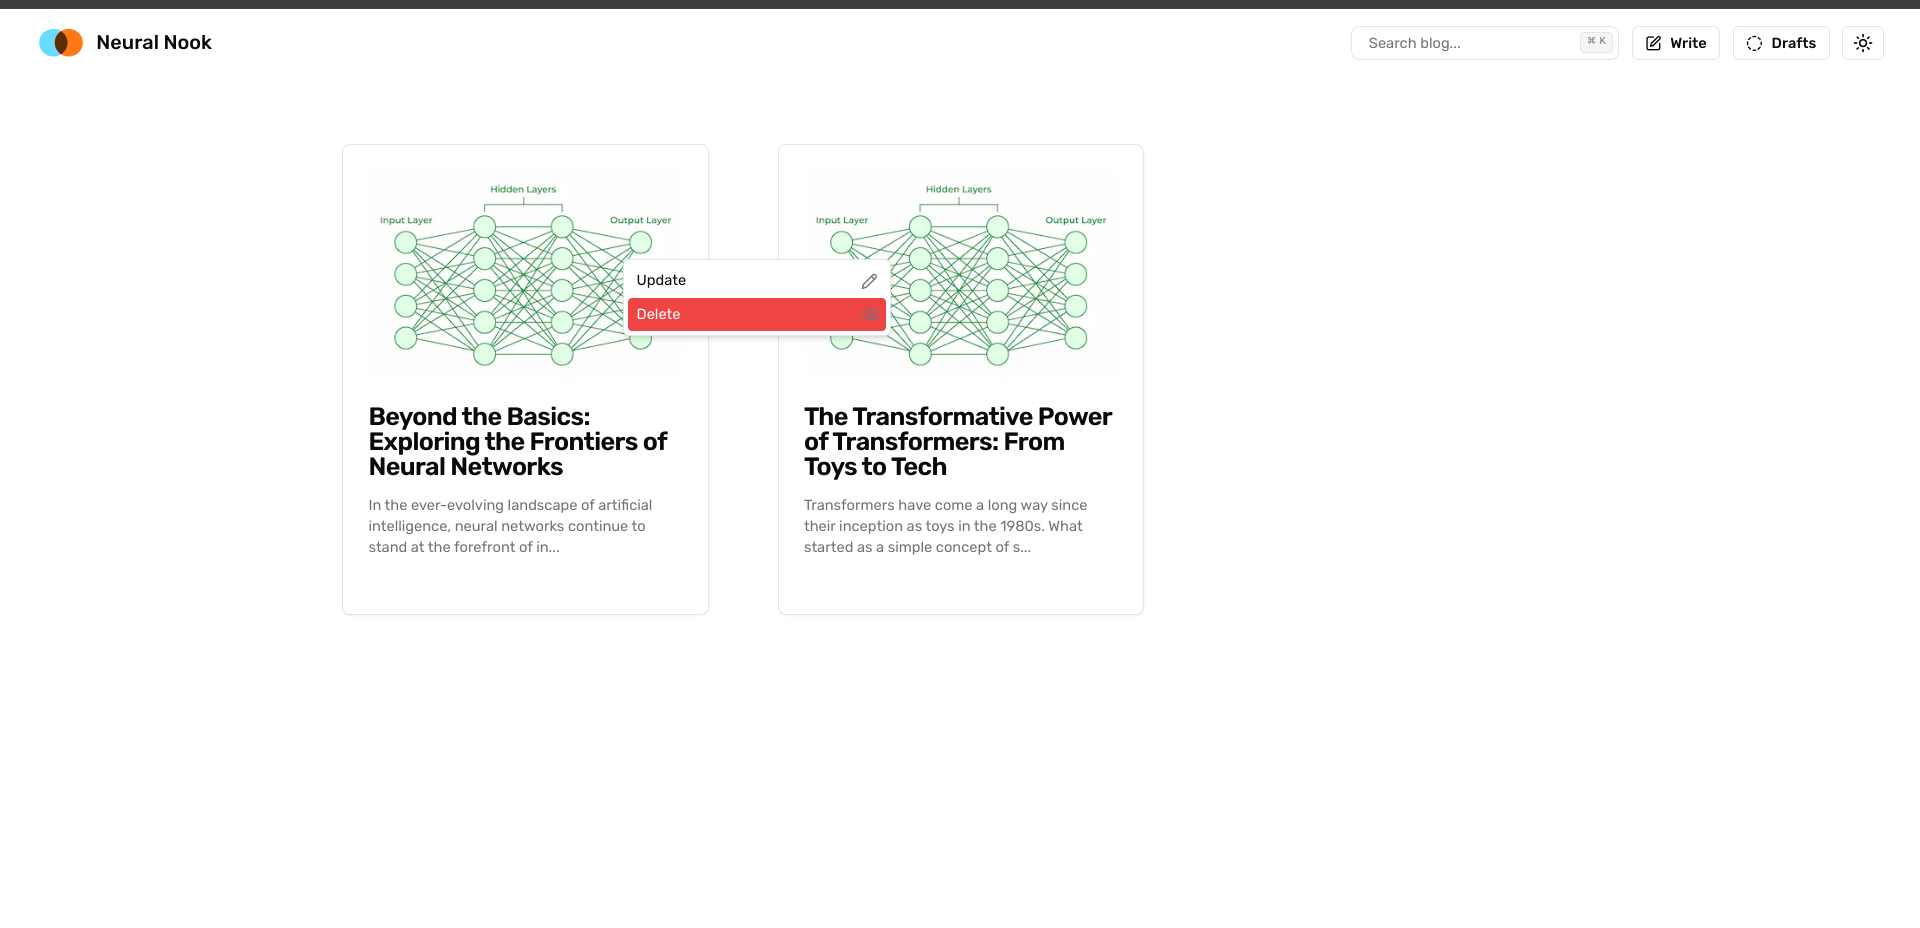 Neural Nook
Search blog...
⌘ K
Write
Drafts
Hidden Layers
Input Layer
Output Layer
Hidden Layers
Input Layer
Output Layer
Update
Delete
Beyond the Basics:
Exploring the Frontiers of
Neural Networks
In the ever-evolving landscape of artificial
intelligence, neural networks continue to
stand at the forefront of in...
The Transformative Power
of Transformers: From
Toys to Tech
Transformers have come a long way since
their inception as toys in the 1980s. What
started as a simple concept of s...